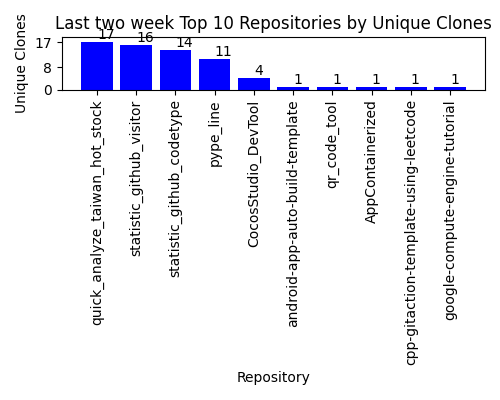 Last two week Top 10 Repositories by Unique Clones
Unique Clones
17
8
0
17
16
14
11
4
1
1
1
1
1
quick_analyze_taiwan_hot_stock
statistic_github_visitor
statistic_github_codetype
pype_line
CocosStudio_DevTool
android-app-auto-build-template
qr_code_tool
AppContainerized
cpp-gitaction-template-using-leetcode
google-compute-engine-tutorial
Repository